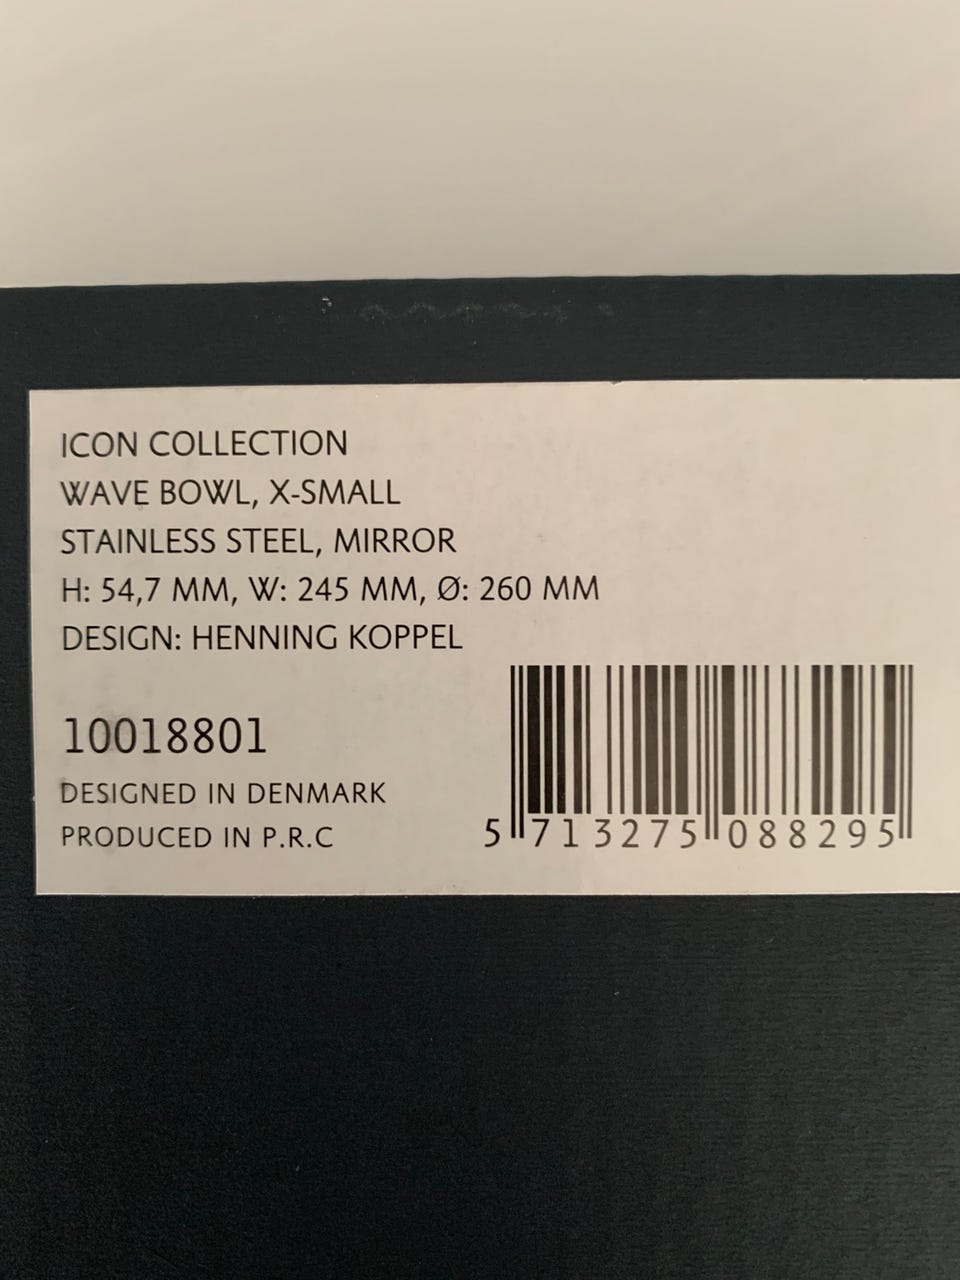 ICON COLLECTION
WAVE BOWL, X-SMALL
STAINLESS STEEL, MIRROR
H: 54,7 MM, W: 245 MM, Ø: 260 MM
DESIGN: HENNING KOPPEL
10018801
DESIGNED IN DENMARK
PRODUCED IN P.R.C
5 713275 088295